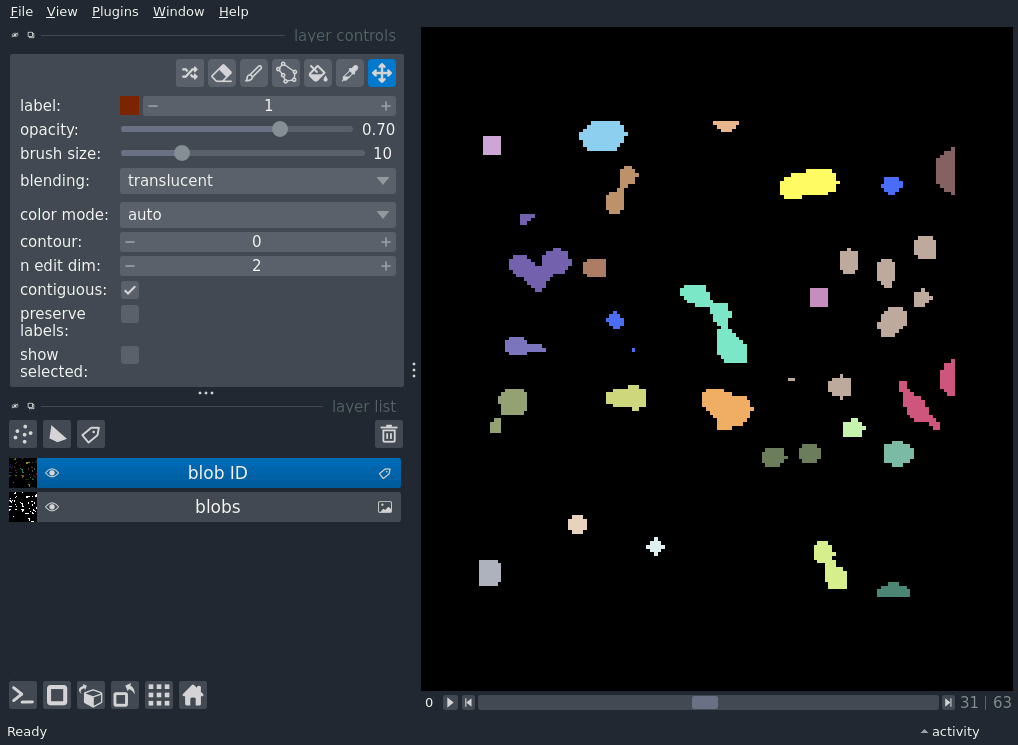 File View Plugins Window Help
layer controls
label: 1
opacity: 0.70
brush size: 10
blending: translucent
color mode: auto
contour: 0
n edit dim: 2
contiguous:
preserve
labels:
show
selected:
layer list
blob ID
blobs
0 31 | 63
Ready activity